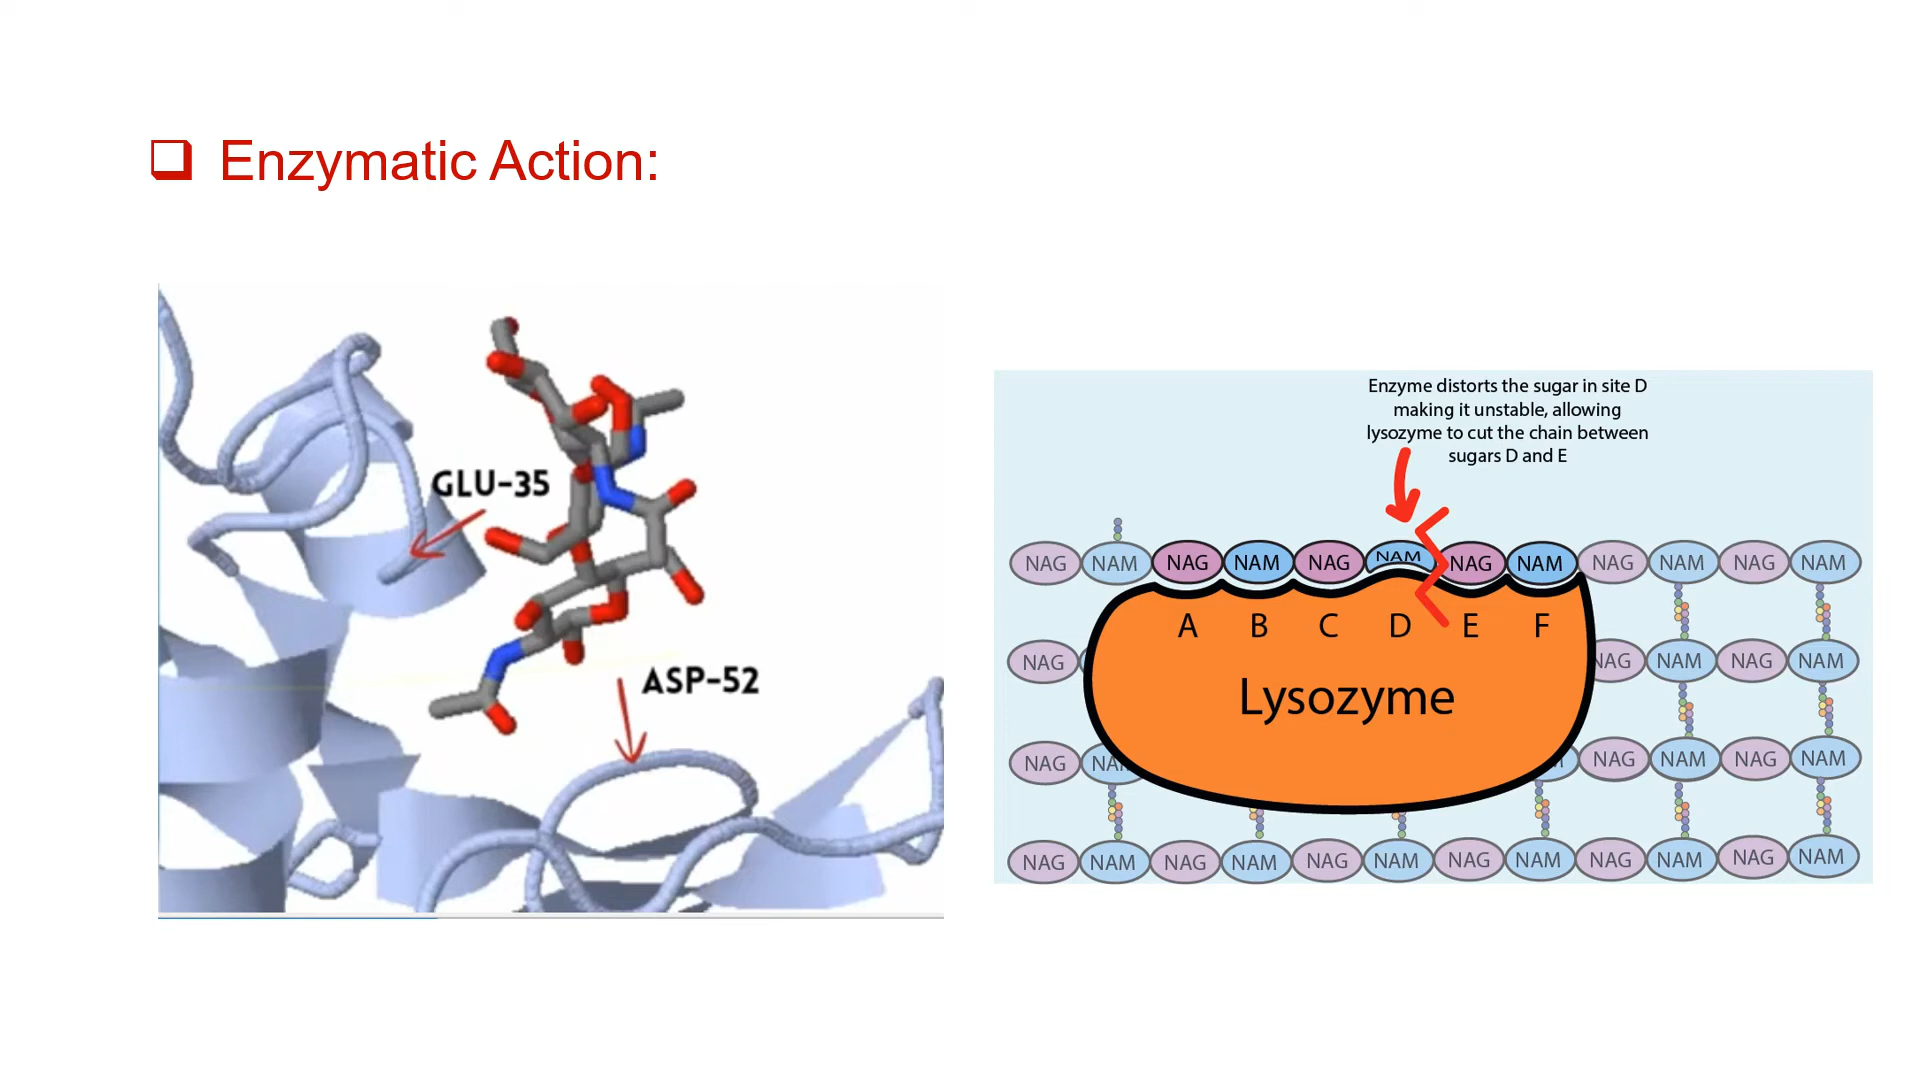 Enzymatic Action:
GLU-35
ASP-52
Enzyme distorts the sugar in site D
making it unstable, allowing
lysozyme to cut the chain between
sugars D and E
NAG NAM NAG NAM NAG NAM NAG NAM NAG NAM NAG NAM
A B C D E F
Lysozyme
NAG NAG NAM NAG NAM
NAG NAM NAG NAM
NAG NAM NAG NAM NAG NAM NAG NAM NAG NAM NAG NAM